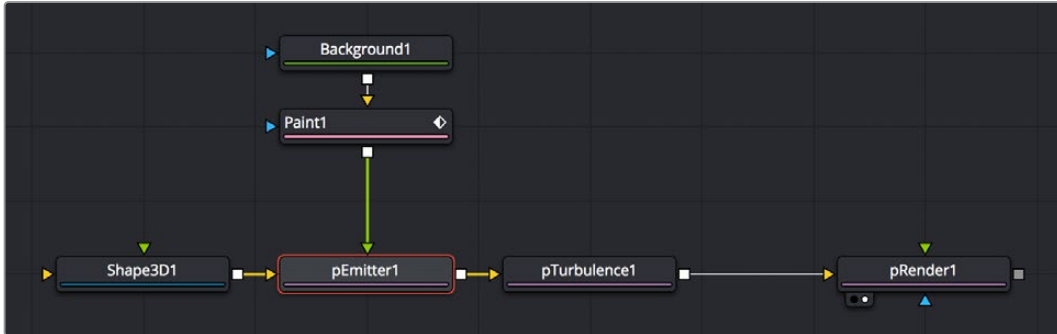 Background1
Paint1
Shape3D1
pEmitter1
pTurbulence1
pRender1